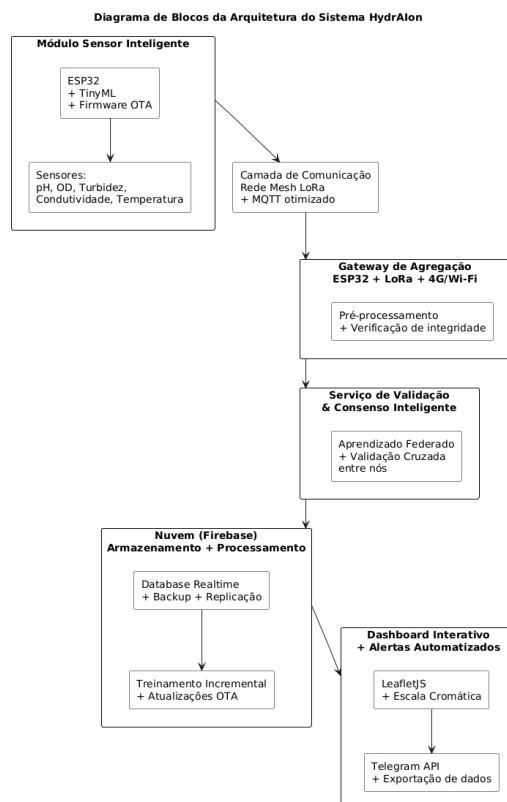 Diagrama de Blocos da Arquitetura do Sistema HydrAIon
Módulo Sensor Inteligente
ESP32
+ TinyML
+ Firmware OTA
Sensores:
pH, OD, Turbidez,
Condutividade, Temperatura
Camada de Comunicação
Rede Mesh LoRa
+ MQTT otimizado
Gateway de Agregação
ESP32 + LoRa + 4G/Wi-Fi
Pré-processamento
+ Verificação de integridade
Serviço de Validação
& Consenso Inteligente
Aprendizado Federado
+ Validação Cruzada
entre nós
Nuvem (Firebase)
Armazenamento + Processamento
Database Realtime
+ Backup + Replicação
Treinamento Incremental
+ Atualizações OTA
Dashboard Interativo
+ Alertas Automatizados
LeafletJS
+ Escala Cromática
Telegram API
+ Exportação de dados